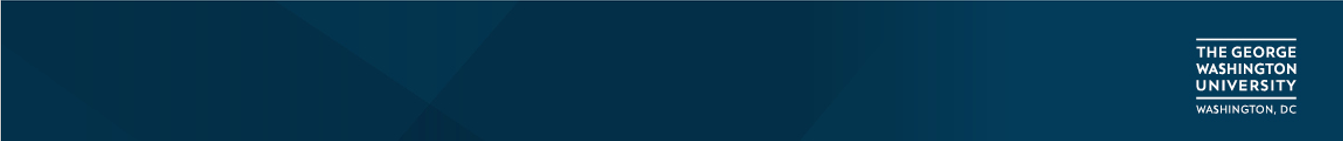 THE GEORGE
WASHINGTON
UNIVERSITY
WASHINGTON, DC